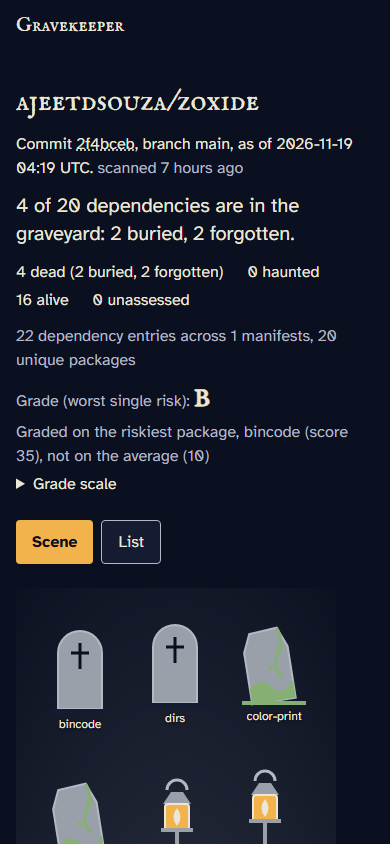 Gravekeeper
ajeetdsouza/zoxide
Commit 2f4bceb, branch main, as of 2026-11-19
04:19 UTC. scanned 7 hours ago
4 of 20 dependencies are in the
graveyard: 2 buried, 2 forgotten.
4 dead (2 buried, 2 forgotten) 0 haunted
16 alive 0 unassessed
22 dependency entries across 1 manifests, 20
unique packages
Grade (worst single risk): B
Graded on the riskiest package, bincode (score
35), not on the average (10)
▶ Grade scale
Scene List
bincode dirs color-print